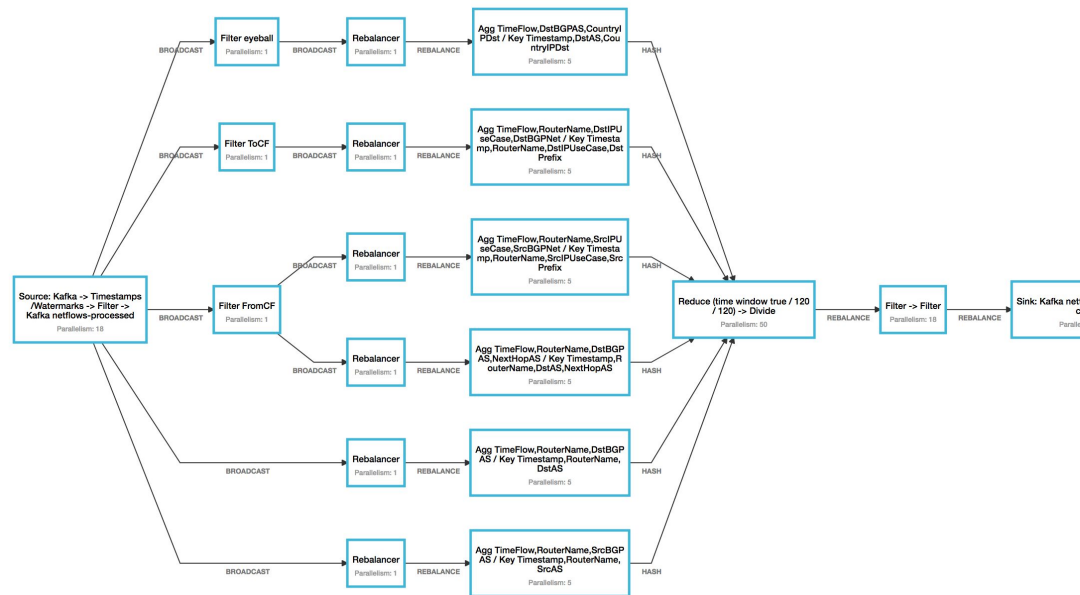 Filter eyeball
Parallelism: 1
Rebalancer
Parallelism: 1
Agg TimeFlow,DstBGPAS,CountryI
PDst / Key Timestamp,DstAS,Cou
ntryIPDst
Parallelism: 5
BROADCAST
BROADCAST
REBALANCE
HASH
Filter ToCF
Parallelism: 1
Rebalancer
Parallelism: 1
Agg TimeFlow,RouterName,DstIPU
seCase,DstBGPNet / Key Timesta
mp,RouterName,DstIPUseCase,Dst
Prefix
Parallelism: 5
BROADCAST
BROADCAST
REBALANCE
HASH
Rebalancer
Parallelism: 1
Agg TimeFlow,RouterName,SrcIPU
seCase,SrcBGPNet / Key Timesta
mp,RouterName,SrcIPUseCase,Src
Prefix
Parallelism: 5
BROADCAST
REBALANCE
HASH
Source: Kafka -> Timestamps
/Watermarks -> Filter ->
Kafka netflows-processed
Parallelism: 18
BROADCAST
Filter FromCF
Parallelism: 1
Reduce (time window true / 120
/ 120) -> Divide
Parallelism: 50
REBALANCE
Filter -> Filter
Parallelism: 18
REBALANCE
Sink: Kafka netf
c
Paralle
Rebalancer
Parallelism: 1
Agg TimeFlow,RouterName,DstBGP
AS,NextHopAS / Key Timestamp,R
outerName,DstAS,NextHopAS
Parallelism: 5
BROADCAST
REBALANCE
HASH
Rebalancer
Parallelism: 1
Agg TimeFlow,RouterName,DstBGP
AS / Key Timestamp,RouterName,
DstAS
Parallelism: 5
BROADCAST
REBALANCE
HASH
Rebalancer
Parallelism: 1
Agg TimeFlow,RouterName,SrcBGP
AS / Key Timestamp,RouterName,
SrcAS
Parallelism: 5
BROADCAST
REBALANCE
HASH